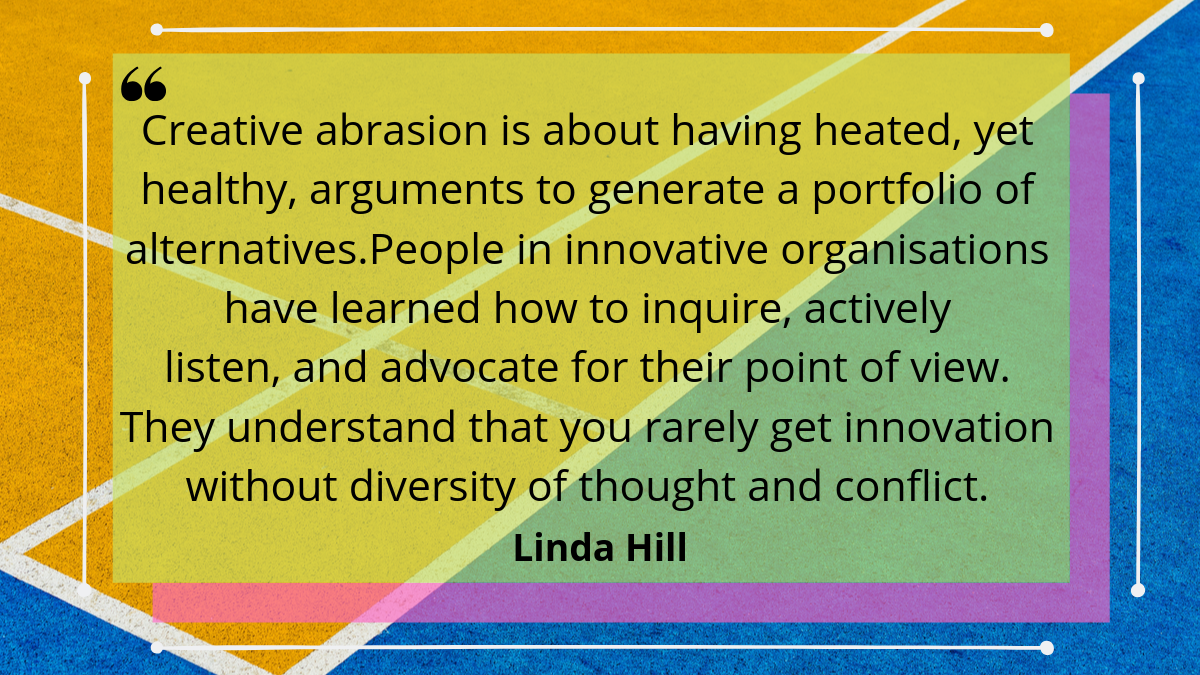 ❝
Creative abrasion is about having heated, yet
healthy, arguments to generate a portfolio of
alternatives.People in innovative organisations
have learned how to inquire, actively
listen, and advocate for their point of view.
They understand that you rarely get innovation
without diversity of thought and conflict.
Linda Hill